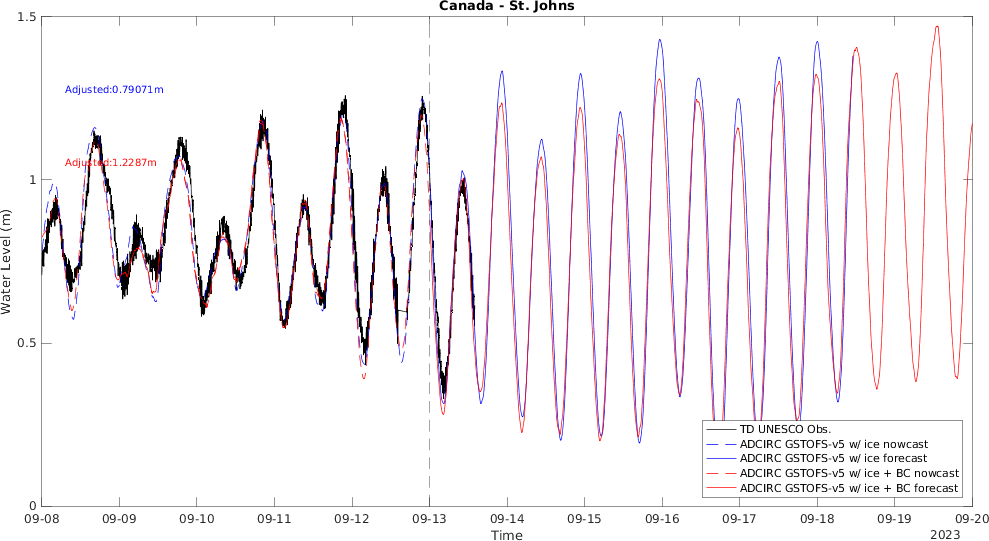 Canada - St. Johns
1.5
Adjusted:0.79071m
Adjusted:1.2287m
1
Water Level (m)
0.5
TD UNESCO Obs.
ADCIRC GSTOFS-v5 w/ ice nowcast
ADCIRC GSTOFS-v5 w/ ice forecast
ADCIRC GSTOFS-v5 w/ ice + BC nowcast
ADCIRC GSTOFS-v5 w/ ice + BC forecast
0
09-08 09-09 09-10 09-11 09-12 09-13 09-14 09-15 09-16 09-17 09-18 09-19 09-20
Time 2023